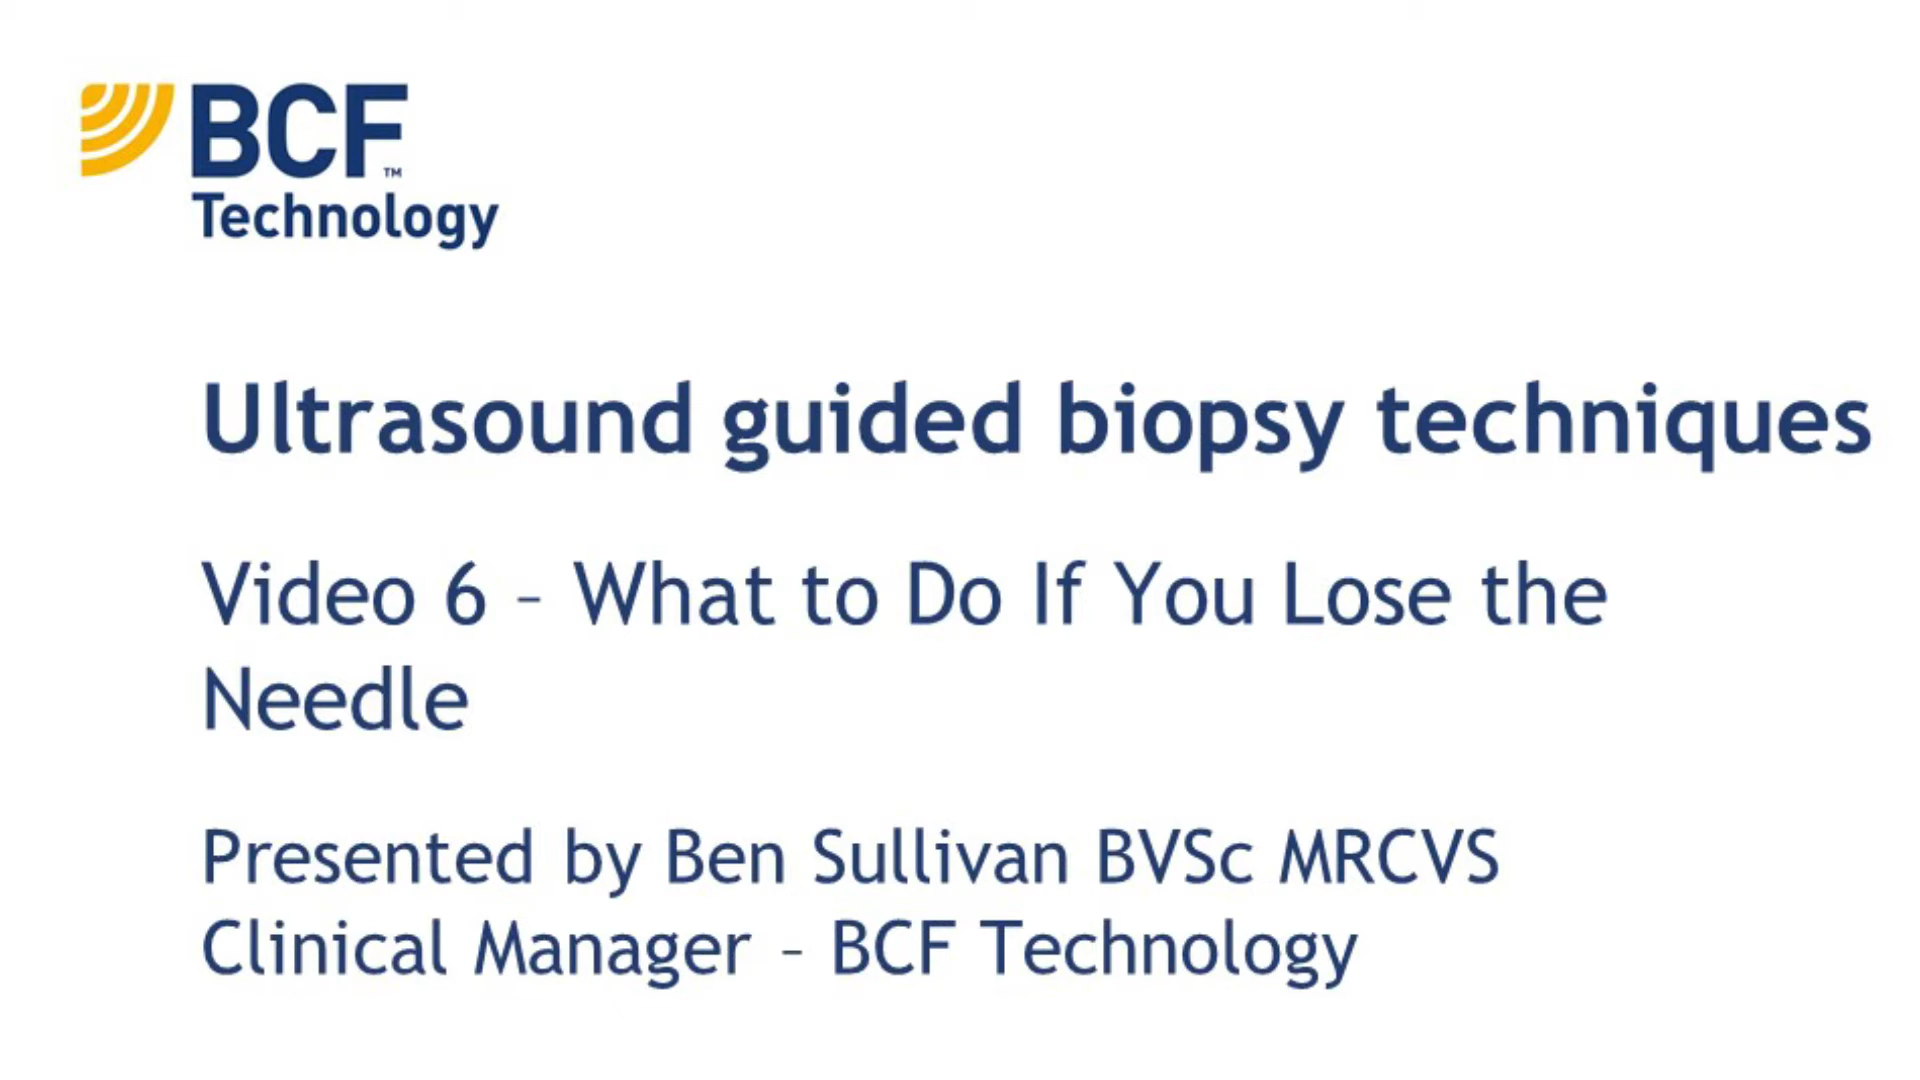 BCF™
Technology
Ultrasound guided biopsy techniques
Video 6 – What to Do If You Lose the
Needle
Presented by Ben Sullivan BVSc MRCVS
Clinical Manager – BCF Technology